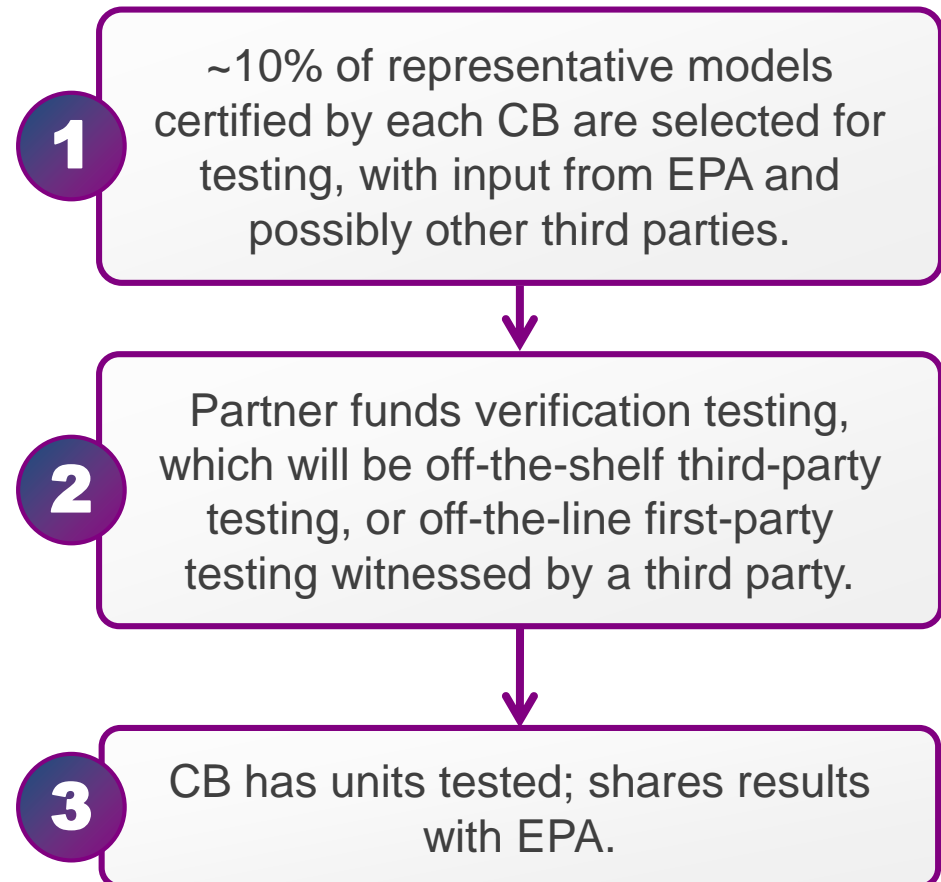 1
~10% of representative models
certified by each CB are selected for
testing, with input from EPA and
possibly other third parties.
2
Partner funds verification testing,
which will be off-the-shelf third-party
testing, or off-the-line first-party
testing witnessed by a third party.
3
CB has units tested; shares results
with EPA.